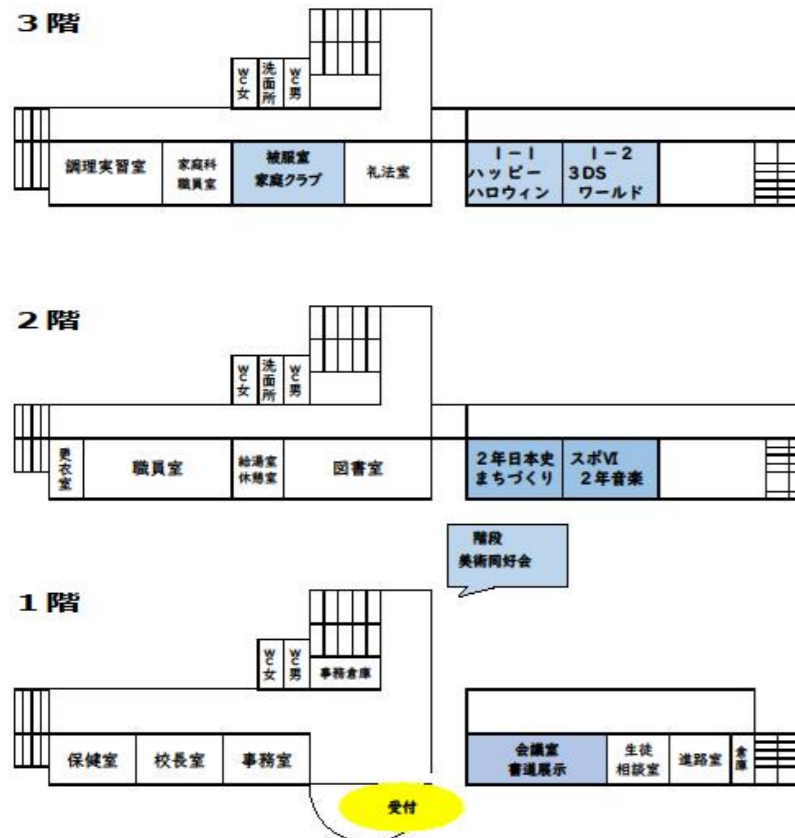 3階
WC女
洗面所
WC男
調理実習室
家庭科
職員室
被服室
家庭クラブ
礼法室
1-1
ハッピー
ハロウィン
1-2
3DS
ワールド
2階
WC女
洗面所
WC男
更衣室
職員室
給湯室
休憩室
図書室
2年日本史
まちづくり
スポⅥ
2年音楽
階段
美術同好会
1階
WC女
WC男
事務倉庫
保健室
校長室
事務室
会議室
書道展示
生徒
相談室
進路室
倉庫
受付